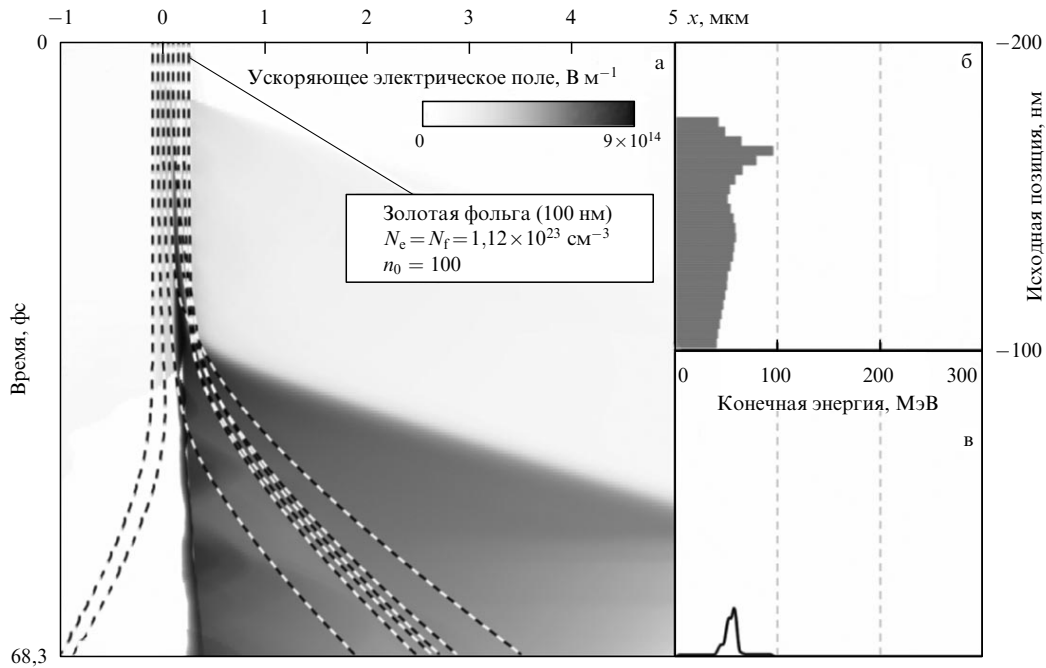 −1 0 1 2 3 4 5 x, мкм
0
а
б
−200
Ускоряющее электрическое поле, В м⁻¹
0 9×10¹⁴
Золотая фольга (100 нм)
Nₑ = N_f = 1,12×10²³ см⁻³
n₀ = 100
Время, фс
Исходная позиция, нм
−100
0 100 200 300
Конечная энергия, МэВ
в
68,3